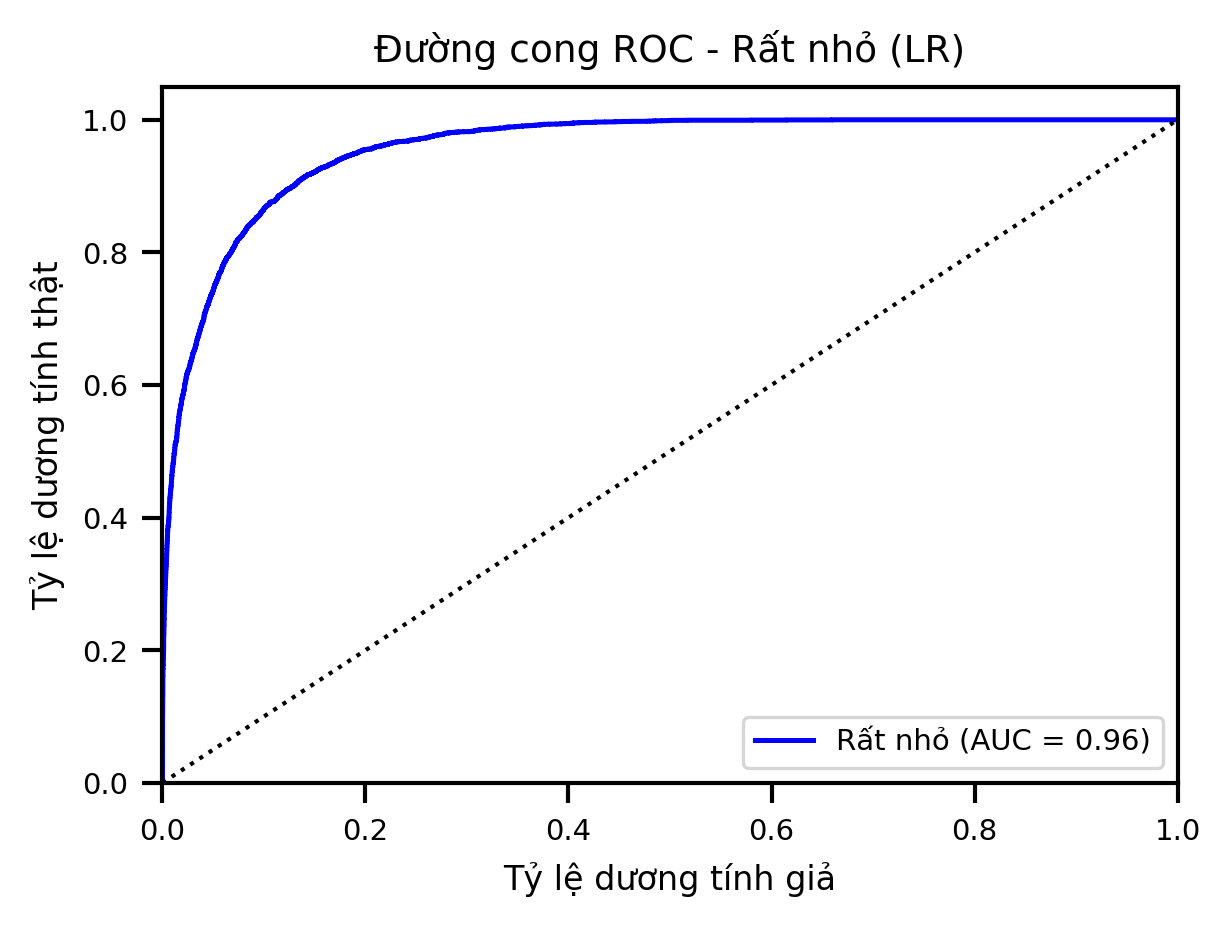 Đường cong ROC - Rất nhỏ (LR)
1.0
0.8
0.6
0.4
0.2
0.0
Tỷ lệ dương tính thật
Rất nhỏ (AUC = 0.96)
0.0 0.2 0.4 0.6 0.8 1.0
Tỷ lệ dương tính giả